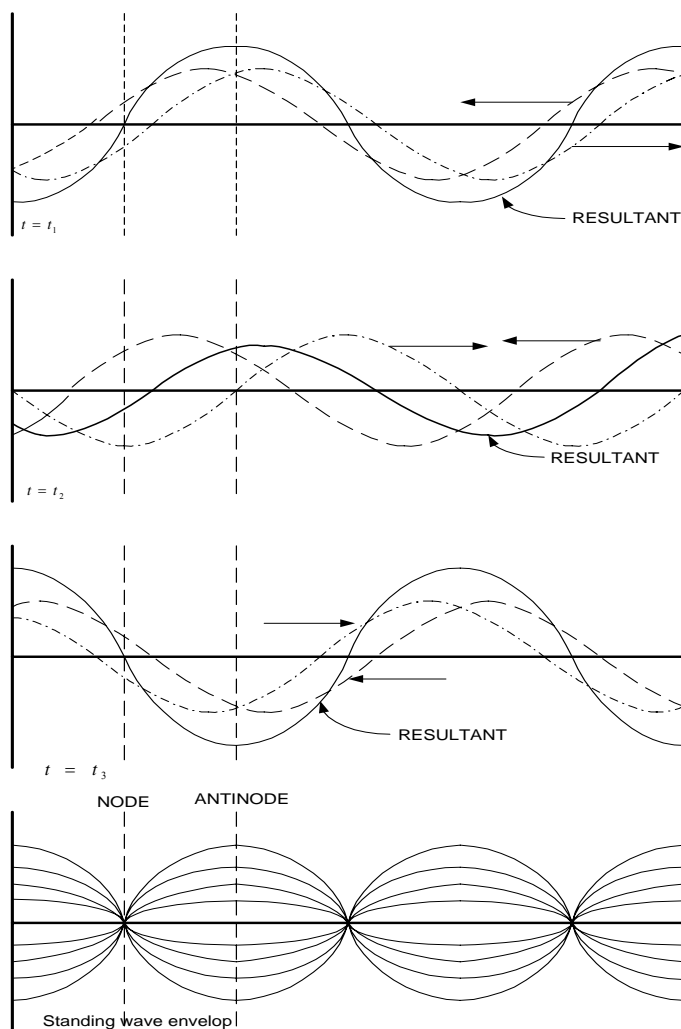 RESULTANT
t = t₁
RESULTANT
t = t₂
RESULTANT
t = t₃
NODE
ANTINODE
Standing wave envelop